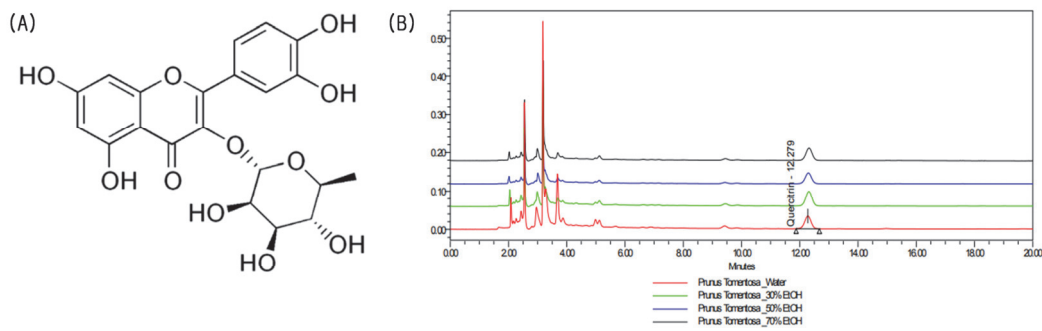 (A)
OH
HO
O
OH
O
OH
O
O
HO
HO
OH
(B)
0.50
0.40
0.30
0.20
0.10
0.00
Quercitrin - 12.279
0.00 2.00 4.00 6.00 8.00 10.00 12.00 14.00 16.00 18.00 20.00
Minutes
Prunus Tomentosa_Water
Prunus Tomentosa_30% EtOH
Prunus Tomentosa_50% EtOH
Prunus Tomentosa_70% EtOH